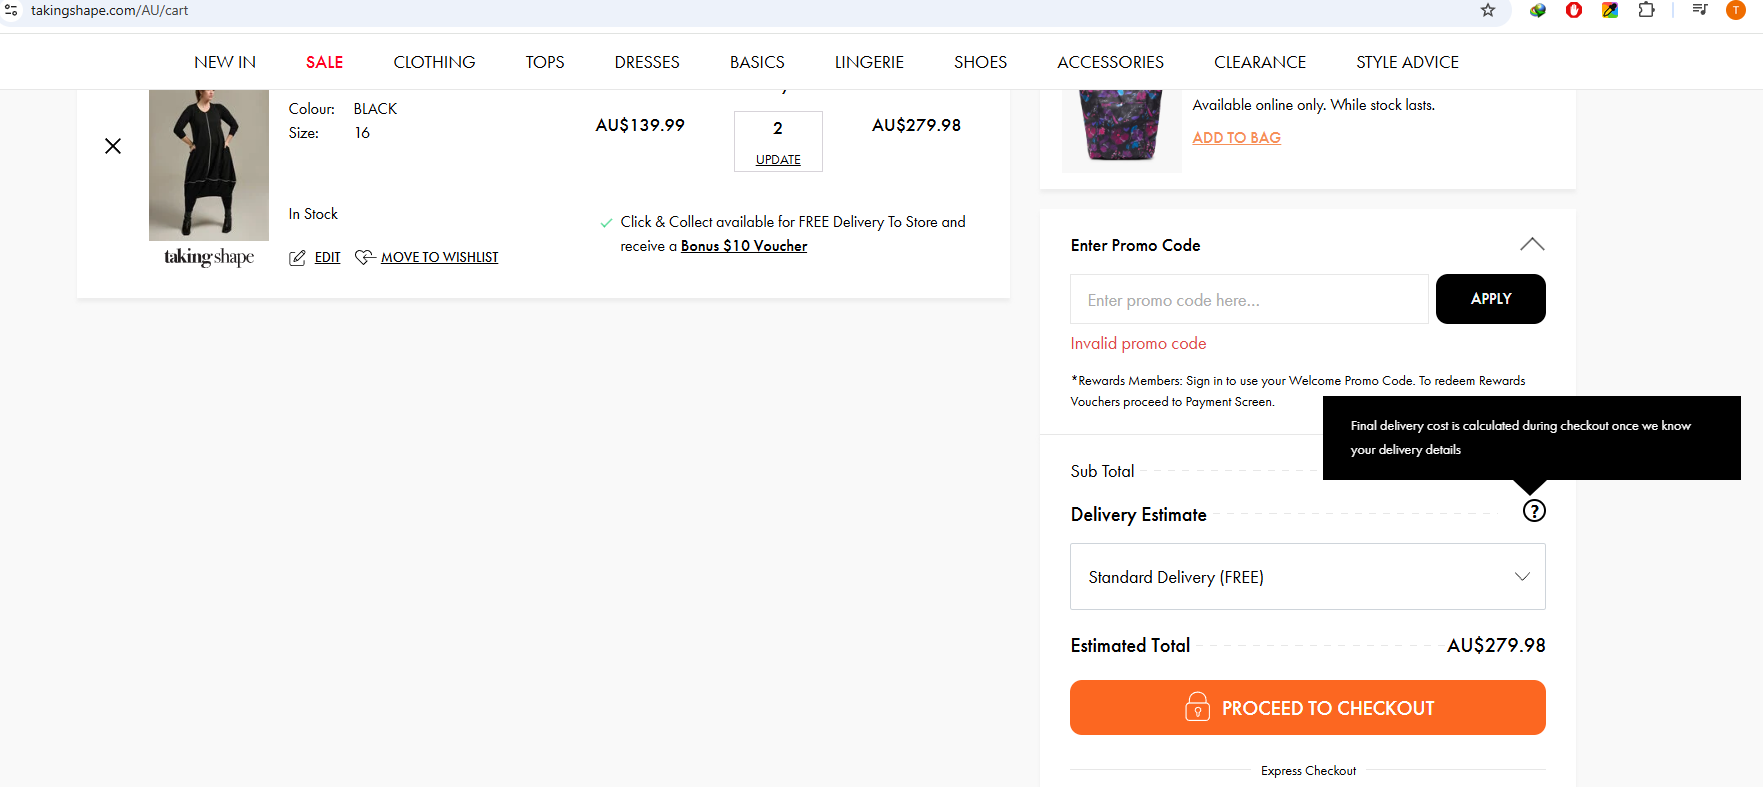 takingshape.com/AU/cart
T
NEW IN SALE CLOTHING TOPS DRESSES BASICS LINGERIE SHOES ACCESSORIES CLEARANCE STYLE ADVICE
Colour: BLACK
Size: 16
In Stock
taking shape
EDIT MOVE TO WISHLIST
AU$139.99
2
UPDATE
AU$279.98
Click & Collect available for FREE Delivery To Store and
receive a Bonus $10 Voucher
Available online only. While stock lasts.
ADD TO BAG
Enter Promo Code
Enter promo code here...
APPLY
Invalid promo code
*Rewards Members: Sign in to use your Welcome Promo Code. To redeem Rewards
Vouchers proceed to Payment Screen.
Final delivery cost is calculated during checkout once we know
your delivery details
Sub Total
Delivery Estimate ?
Standard Delivery (FREE)
Estimated Total AU$279.98
PROCEED TO CHECKOUT
Express Checkout